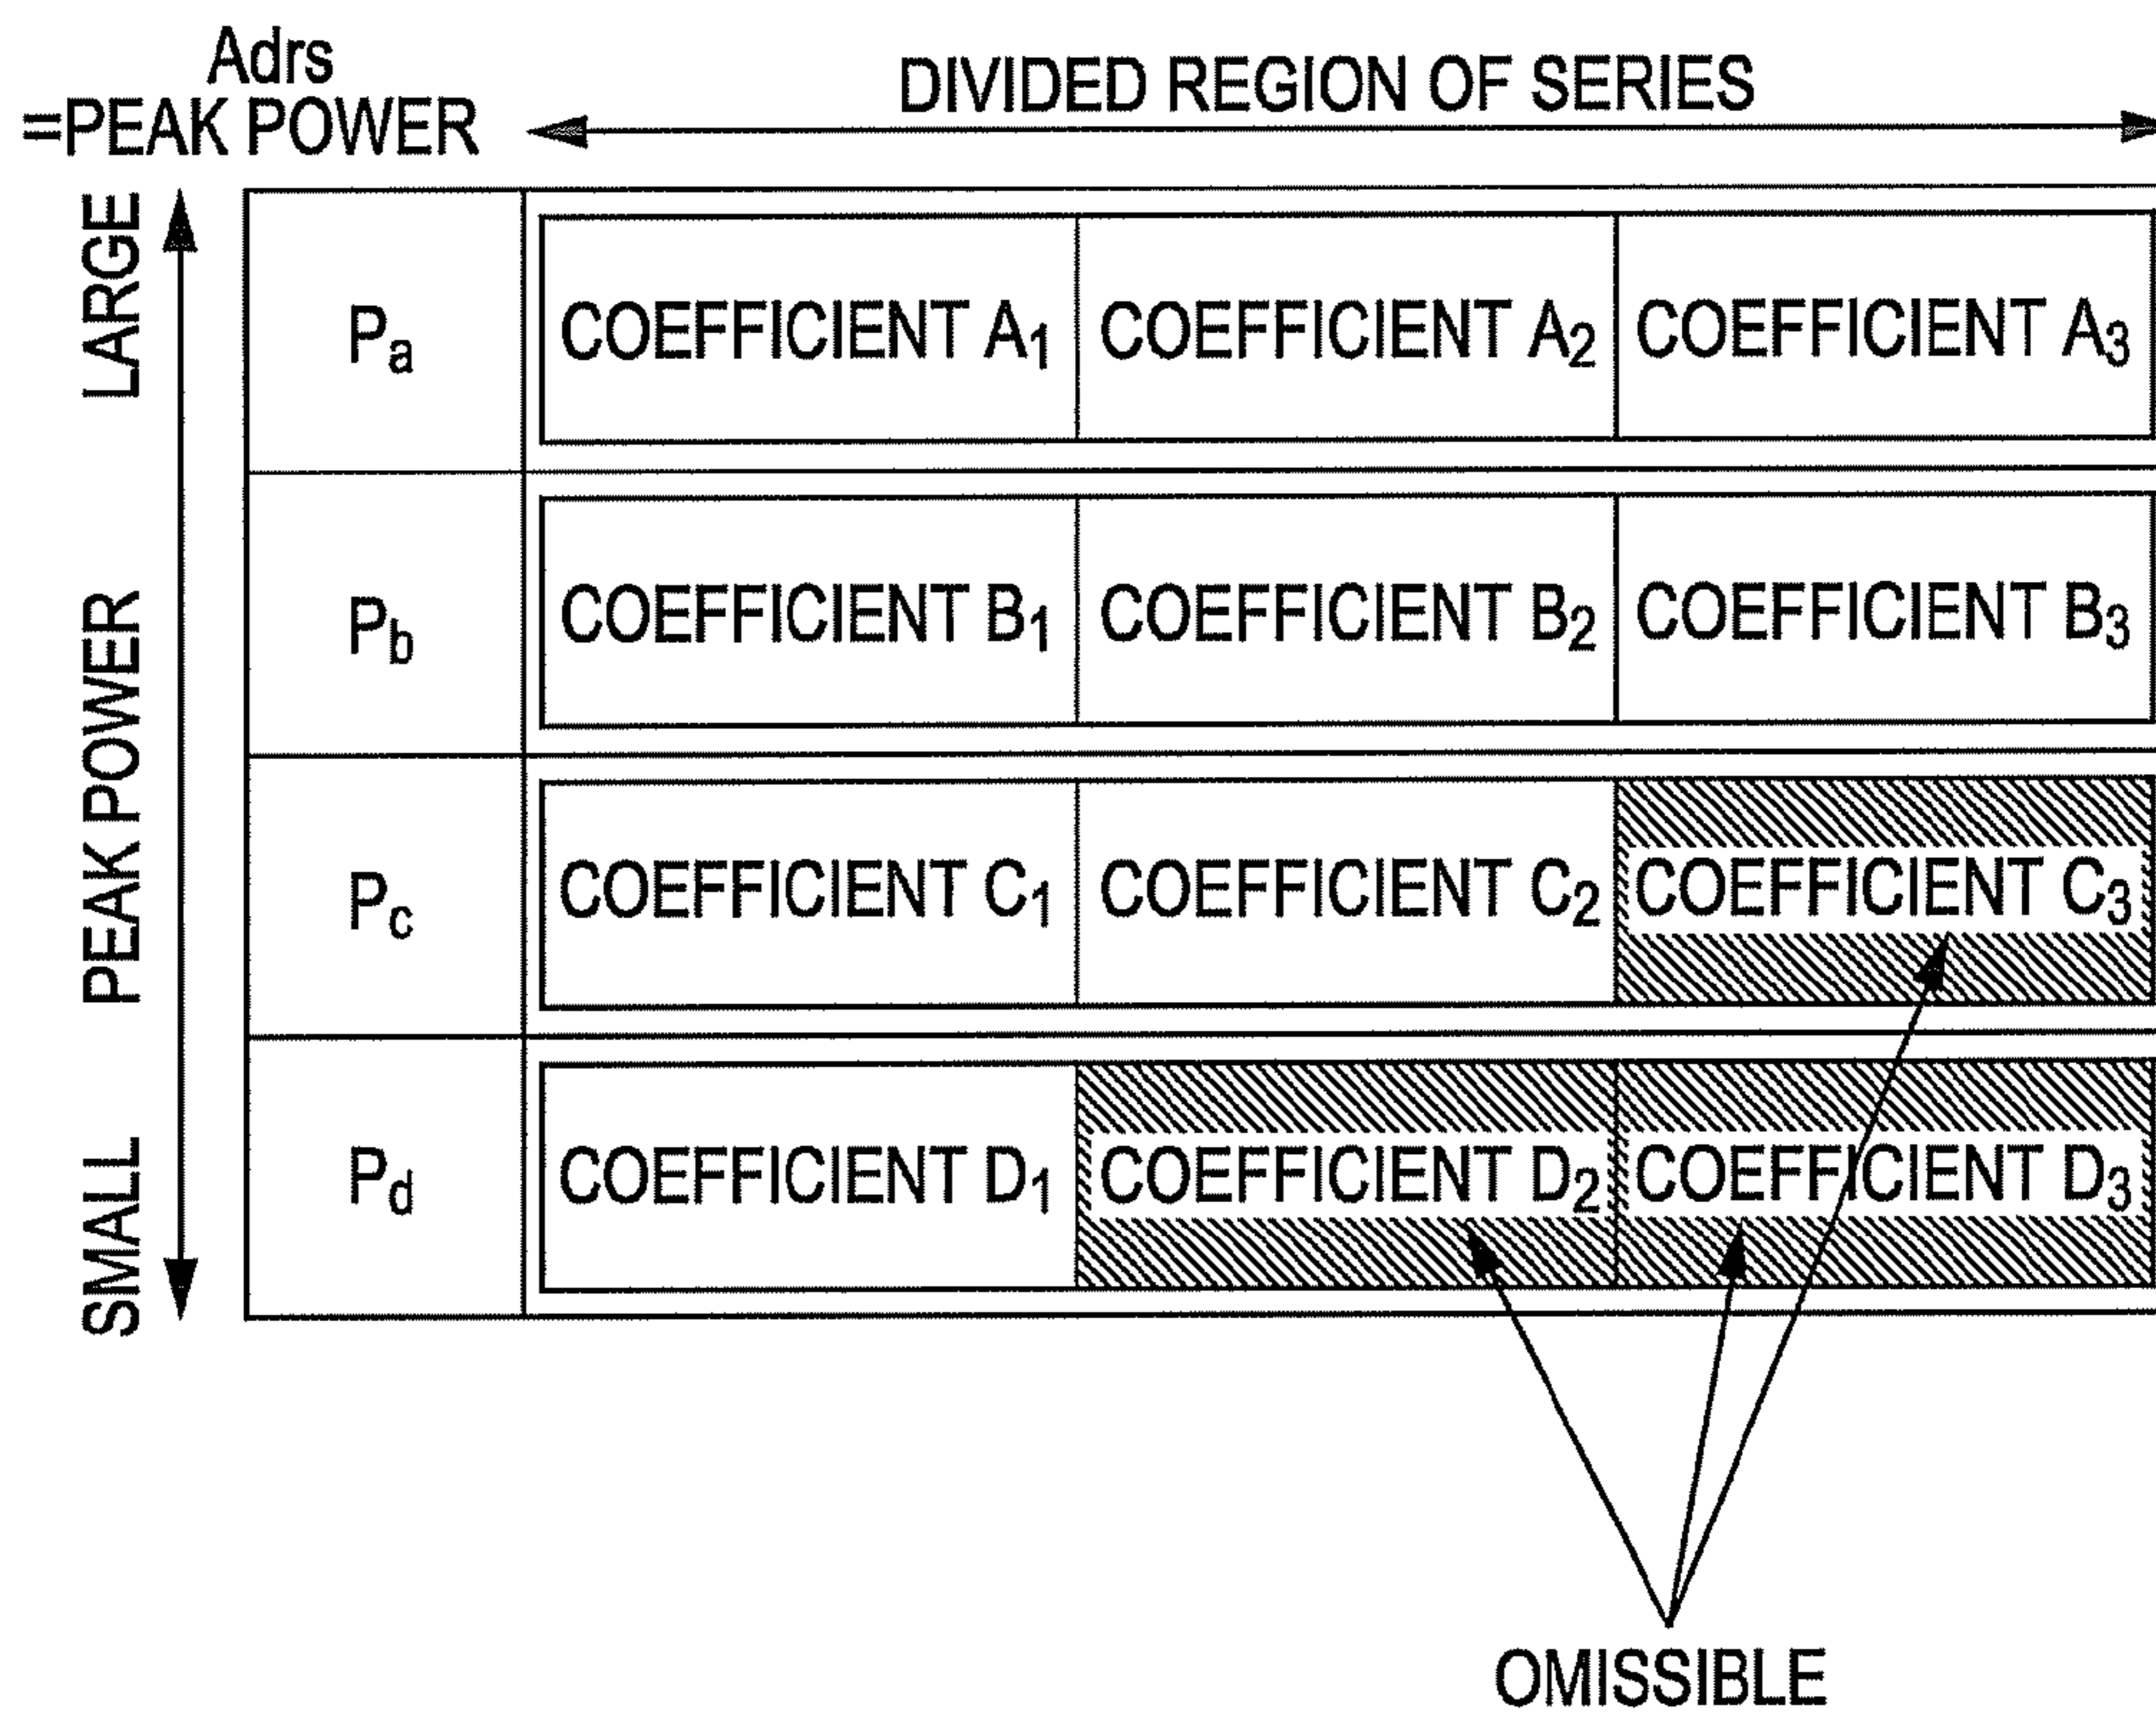 Adrs
=PEAK POWER
DIVIDED REGION OF SERIES
LARGE
PEAK POWER
SMALL
Pa COEFFICIENT A1 COEFFICIENT A2 COEFFICIENT A3
Pb COEFFICIENT B1 COEFFICIENT B2 COEFFICIENT B3
Pc COEFFICIENT C1 COEFFICIENT C2 COEFFICIENT C3
Pd COEFFICIENT D1 COEFFICIENT D2 COEFFICIENT D3
OMISSIBLE